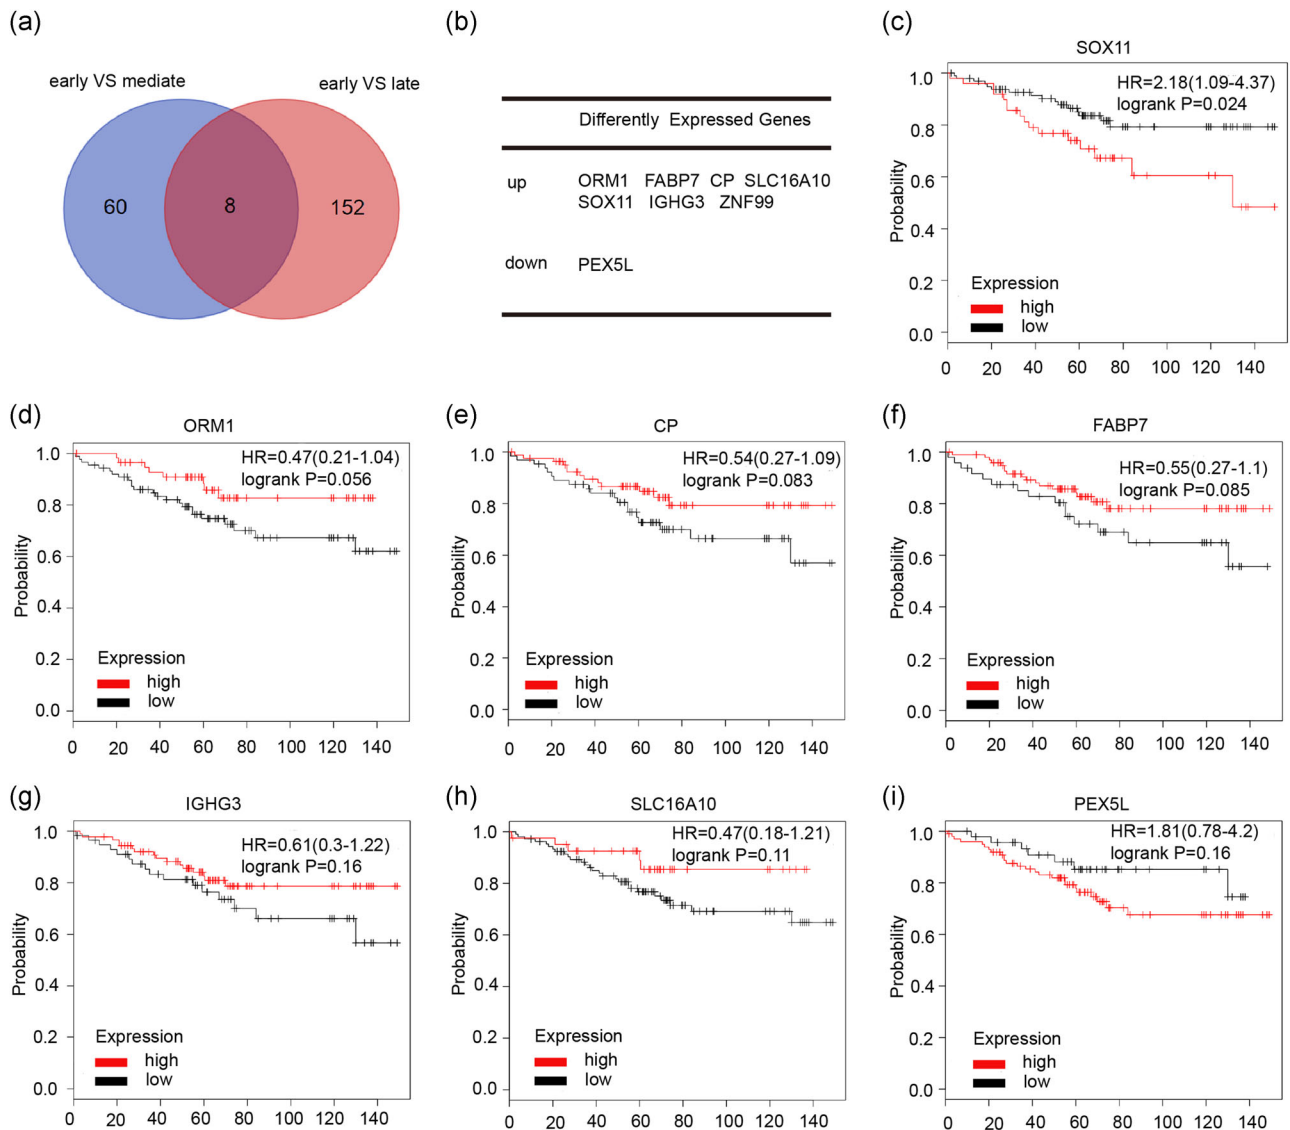 (a)
early VS mediate
early VS late
60
8
152
(b)
Differently Expressed Genes
up
ORM1 FABP7 CP SLC16A10
SOX11 IGHG3 ZNF99
down
PEX5L
(c)
SOX11
HR=2.18(1.09-4.37)
logrank P=0.024
Probability
1.0
0.8
0.6
0.4
0.2
0.0
Expression
high
low
0 20 40 60 80 100 120 140
(d)
ORM1
HR=0.47(0.21-1.04)
logrank P=0.056
Probability
1.0
0.8
0.6
0.4
0.2
0.0
Expression
high
low
0 20 40 60 80 100 120 140
(e)
CP
HR=0.54(0.27-1.09)
logrank P=0.083
Probability
1.0
0.8
0.6
0.4
0.2
0.0
Expression
high
low
0 20 40 60 80 100 120 140
(f)
FABP7
HR=0.55(0.27-1.1)
logrank P=0.085
Probability
1.0
0.8
0.6
0.4
0.2
0.0
Expression
high
low
0 20 40 60 80 100 120 140
(g)
IGHG3
HR=0.61(0.3-1.22)
logrank P=0.16
Probability
1.0
0.8
0.6
0.4
0.2
0.0
Expression
high
low
0 20 40 60 80 100 120 140
(h)
SLC16A10
HR=0.47(0.18-1.21)
logrank P=0.11
Probability
1.0
0.8
0.6
0.4
0.2
0.0
Expression
high
low
0 20 40 60 80 100 120 140
(i)
PEX5L
HR=1.81(0.78-4.2)
logrank P=0.16
Probability
1.0
0.8
0.6
0.4
0.2
0.0
Expression
high
low
0 20 40 60 80 100 120 140